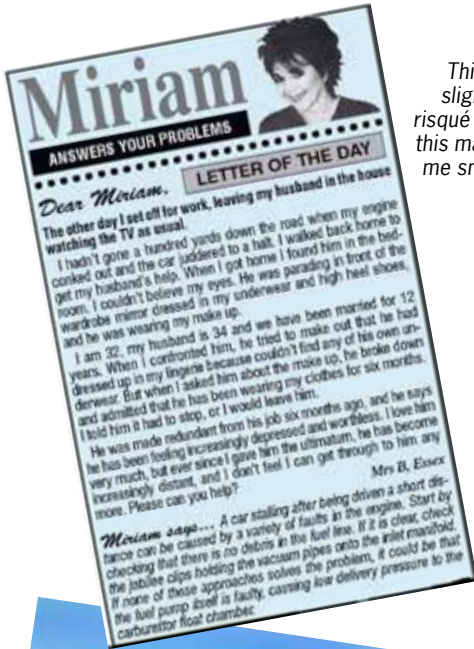 Miriam
ANSWERS YOUR PROBLEMS
LETTER OF THE DAY
Dear Miriam,
The other day I set off for work, leaving my husband in the house
watching the TV as usual.
I hadn't gone a hundred yards down the road when my engine
conked out and the car juddered to a halt. I walked back home to
get my husband's help. When I got home I found him in the bed-
room. I couldn't believe my eyes. He was parading in front of the
wardrobe mirror dressed in my underwear and high heel shoes,
and he was wearing my make up.
I am 32, my husband is 34 and we have been married for 12
years. When I confronted him, he tried to make out that he had
dressed up in my lingerie because couldn't find any of his own un-
derwear. But when I asked him about the make up, he broke down
and admitted that he has been wearing my clothes for six months.
I told him it had to stop, or I would leave him.
He was made redundant from his job six months ago, and he says
he has been feeling increasingly depressed and worthless. I love him
very much, but ever since I gave him the ultimatum, he has become
increasingly distant, and I don't feel I can get through to him any
more. Please can you help?
Mrs B, Essex
Miriam says... A car stalling after being driven a short dis-
tance can be caused by a variety of faults in the engine. Start by
checking that there is no debris in the fuel line. If it is clear, check
the jubilee clips holding the vacuum pipes onto the inlet manifold.
If none of these approaches solves the problem, it could be that
the fuel pump itself is faulty, causing low delivery pressure to the
carburettor float chamber.
Thi
slig
risqué
this ma
me sn